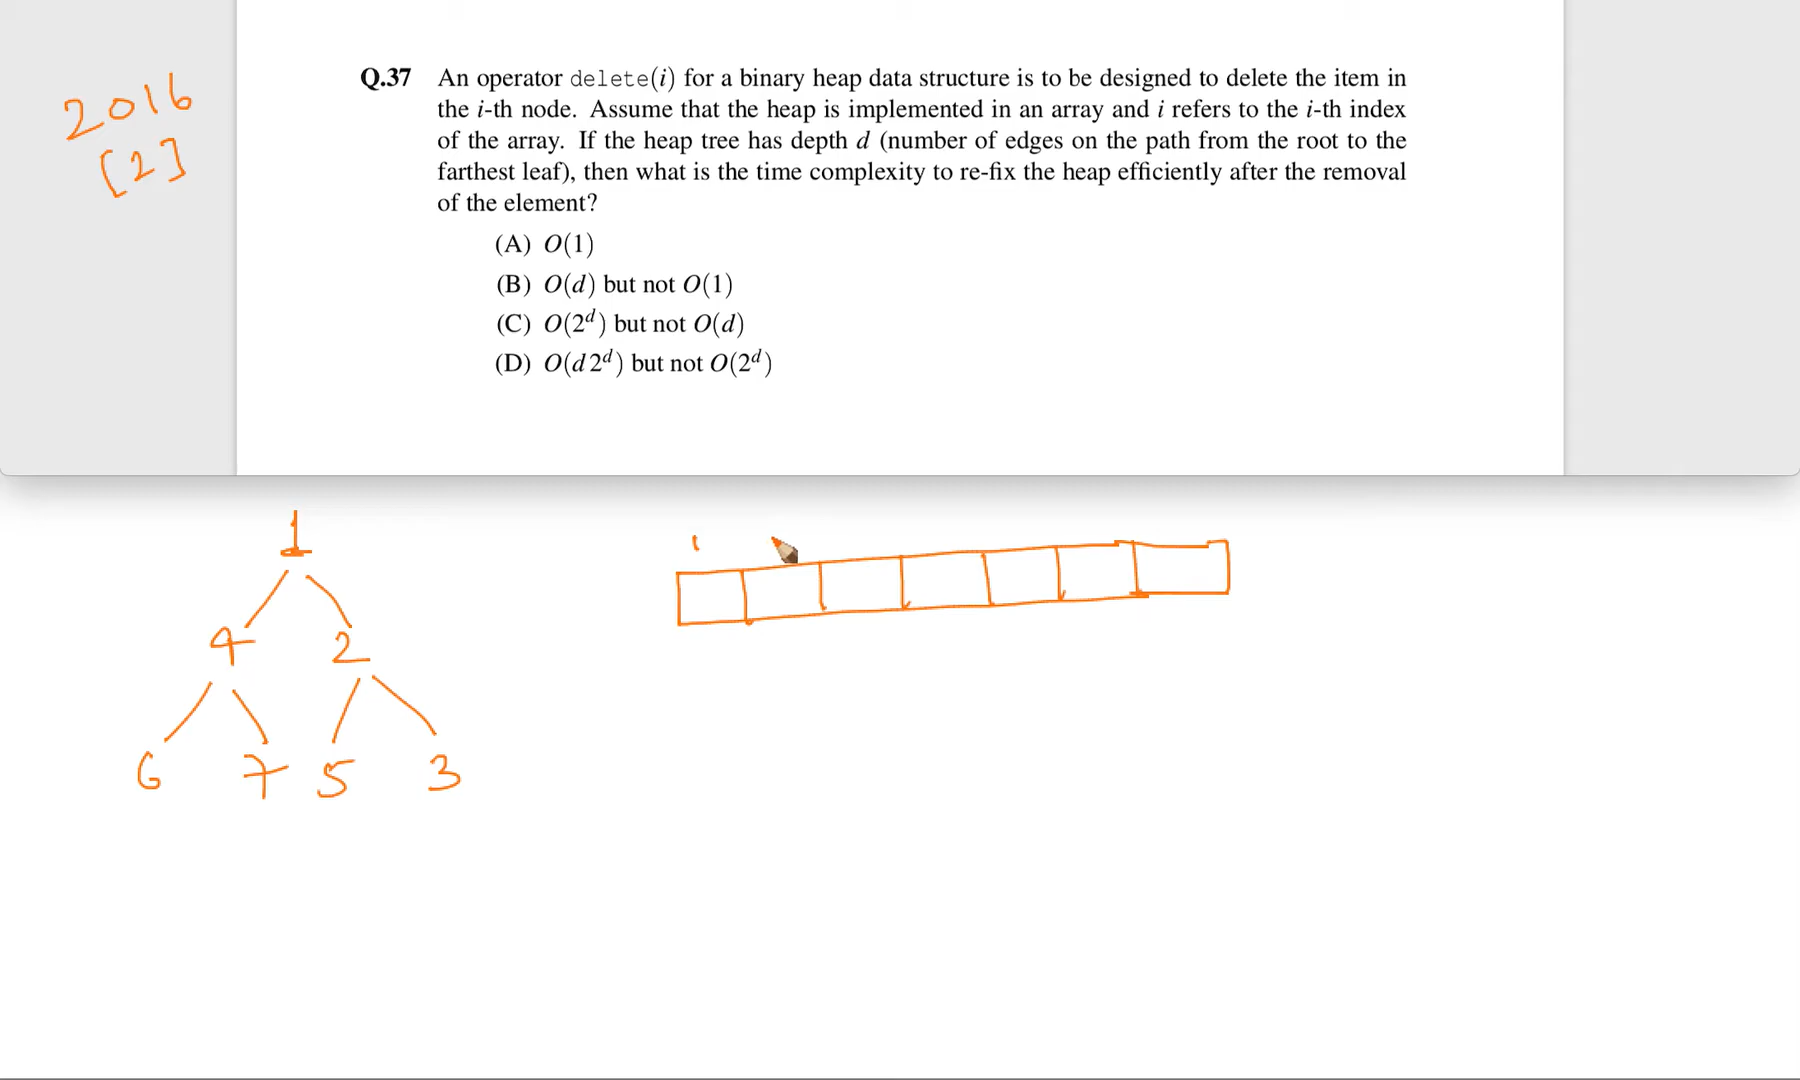 2016
[2]
Q.37 An operator delete(i) for a binary heap data structure is to be designed to delete the item in
the i-th node. Assume that the heap is implemented in an array and i refers to the i-th index
of the array. If the heap tree has depth d (number of edges on the path from the root to the
farthest leaf), then what is the time complexity to re-fix the heap efficiently after the removal
of the element?
(A) O(1)
(B) O(d) but not O(1)
(C) O(2^d) but not O(d)
(D) O(d2^d) but not O(2^d)
1
4 2
6 7 5 3